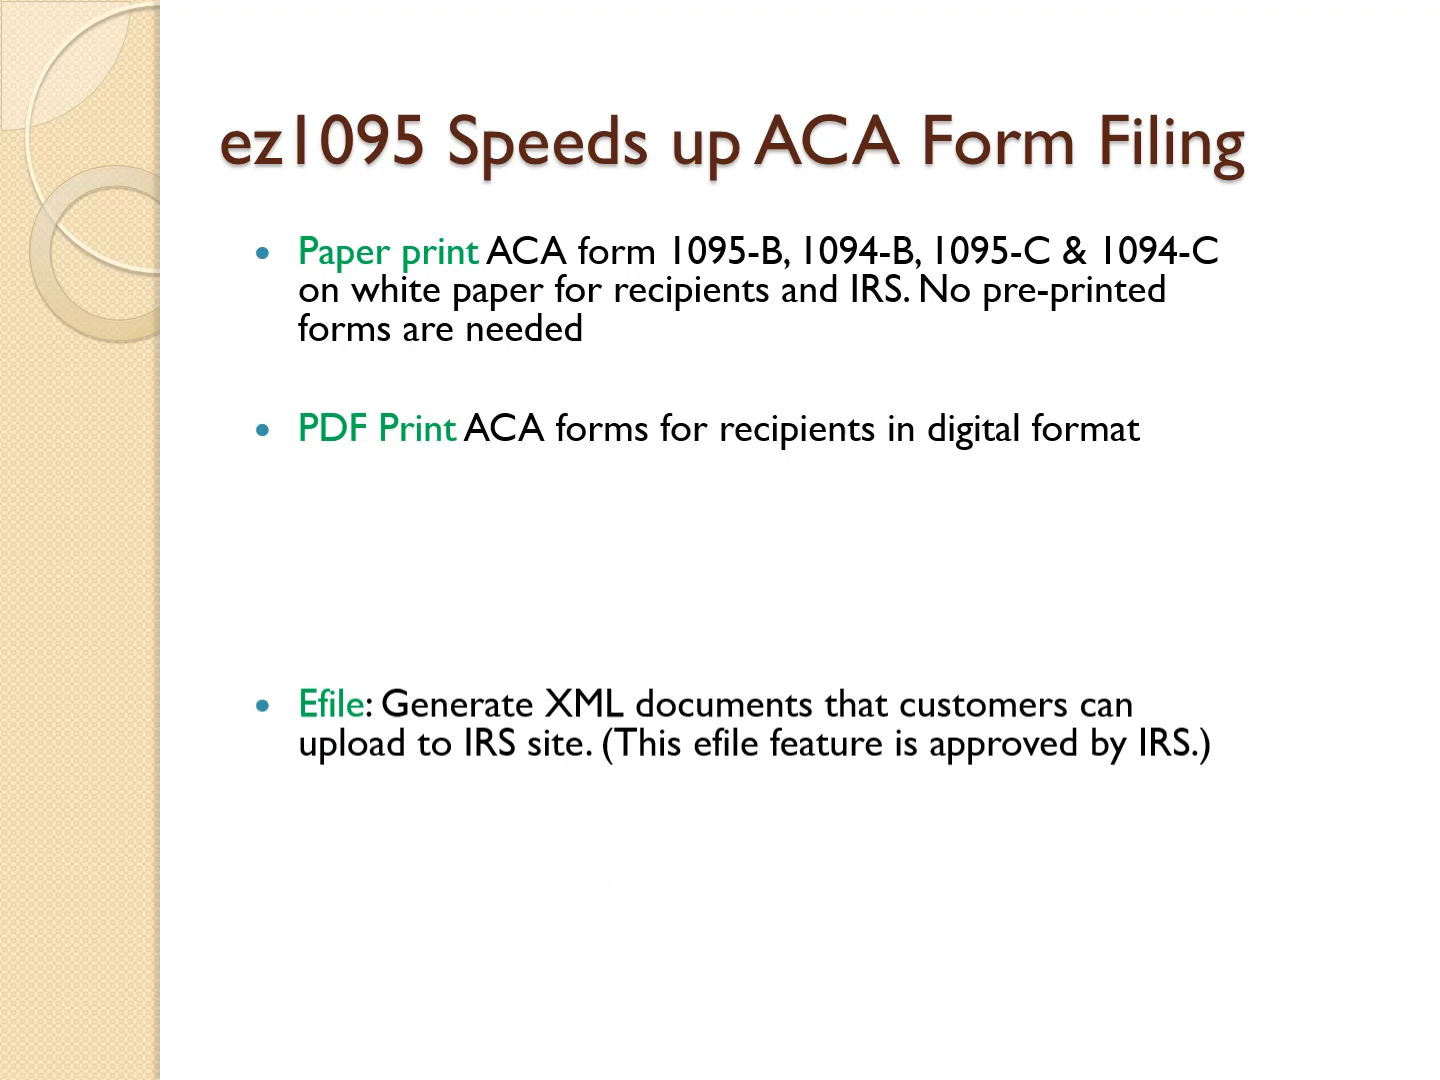 ez1095 Speeds up ACA Form Filing
• Paper print ACA form 1095-B, 1094-B, 1095-C & 1094-C
on white paper for recipients and IRS. No pre-printed
forms are needed
• PDF Print ACA forms for recipients in digital format
• Efile: Generate XML documents that customers can
upload to IRS site. (This efile feature is approved by IRS.)